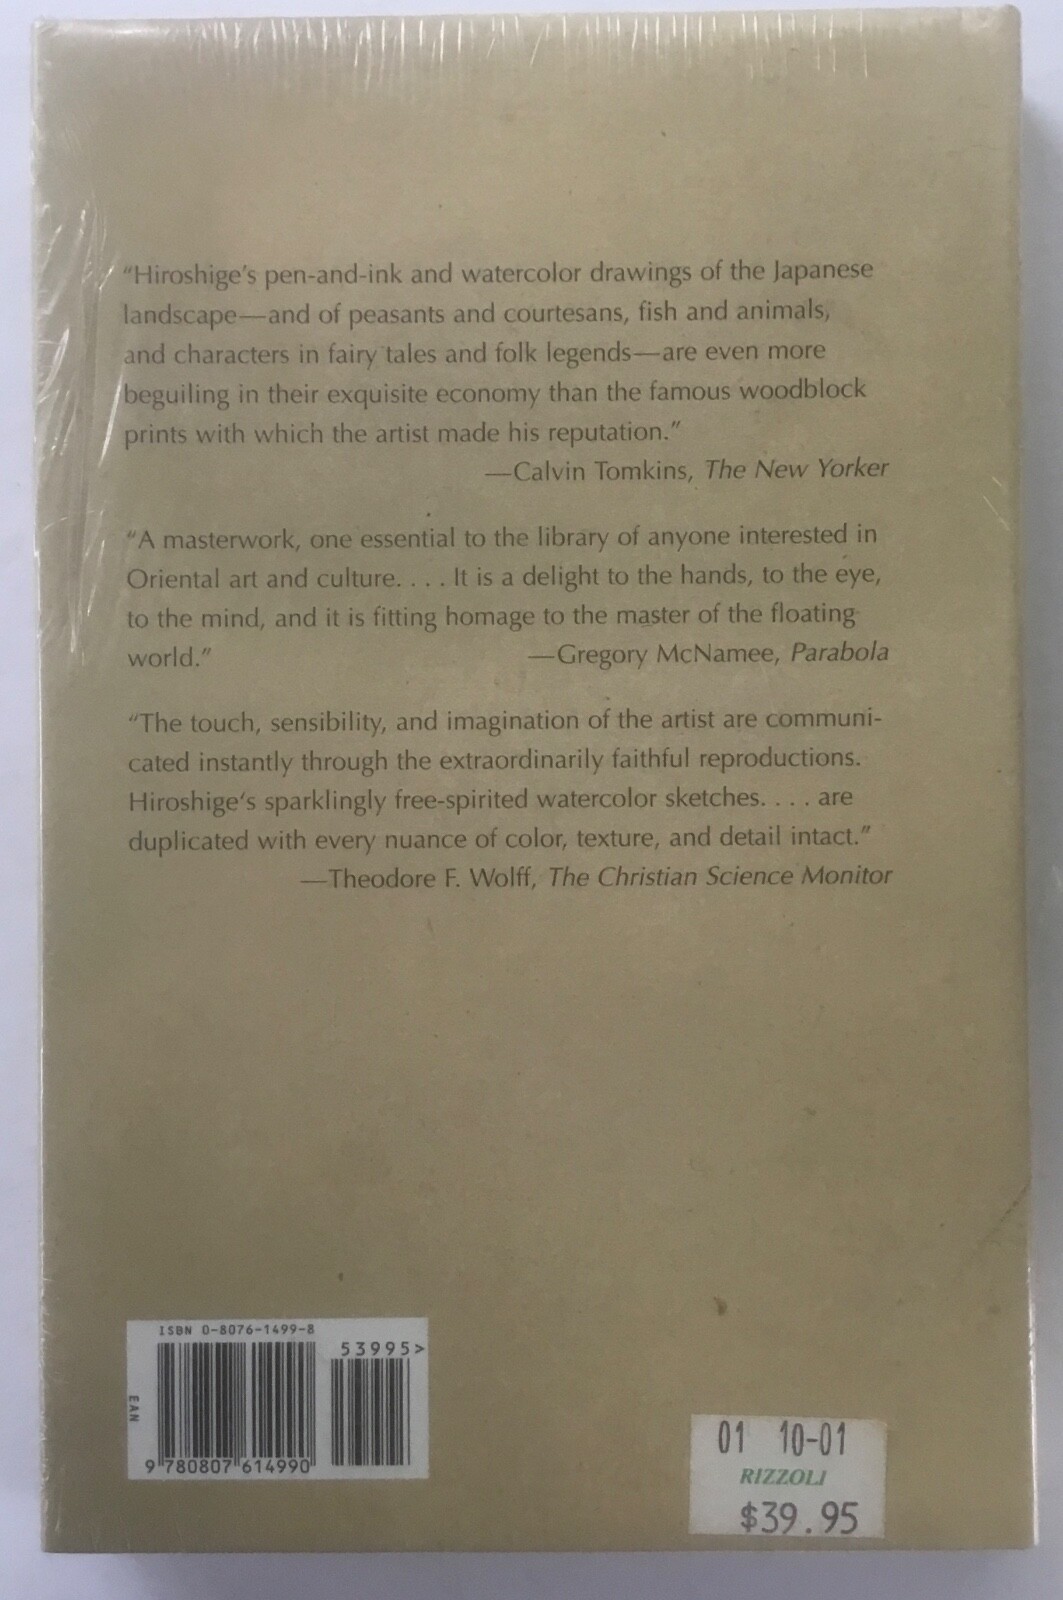 “Hiroshige’s pen-and-ink and watercolor drawings of the Japanese
landscape—and of peasants and courtesans, fish and animals,
and characters in fairy tales and folk legends—are even more
beguiling in their exquisite economy than the famous woodblock
prints with which the artist made his reputation.”
—Calvin Tomkins, The New Yorker
“A masterwork, one essential to the library of anyone interested in
Oriental art and culture. . . . It is a delight to the hands, to the eye,
to the mind, and it is fitting homage to the master of the floating
world.” —Gregory McNamee, Parabola
“The touch, sensibility, and imagination of the artist are communi-
cated instantly through the extraordinarily faithful reproductions.
Hiroshige’s sparklingly free-spirited watercolor sketches. . . . are
duplicated with every nuance of color, texture, and detail intact.”
—Theodore F. Wolff, The Christian Science Monitor
ISBN 0-8076-1499-8
53995>
EAN
9 780807 614990
01 10-01
RIZZOLI
$39.95